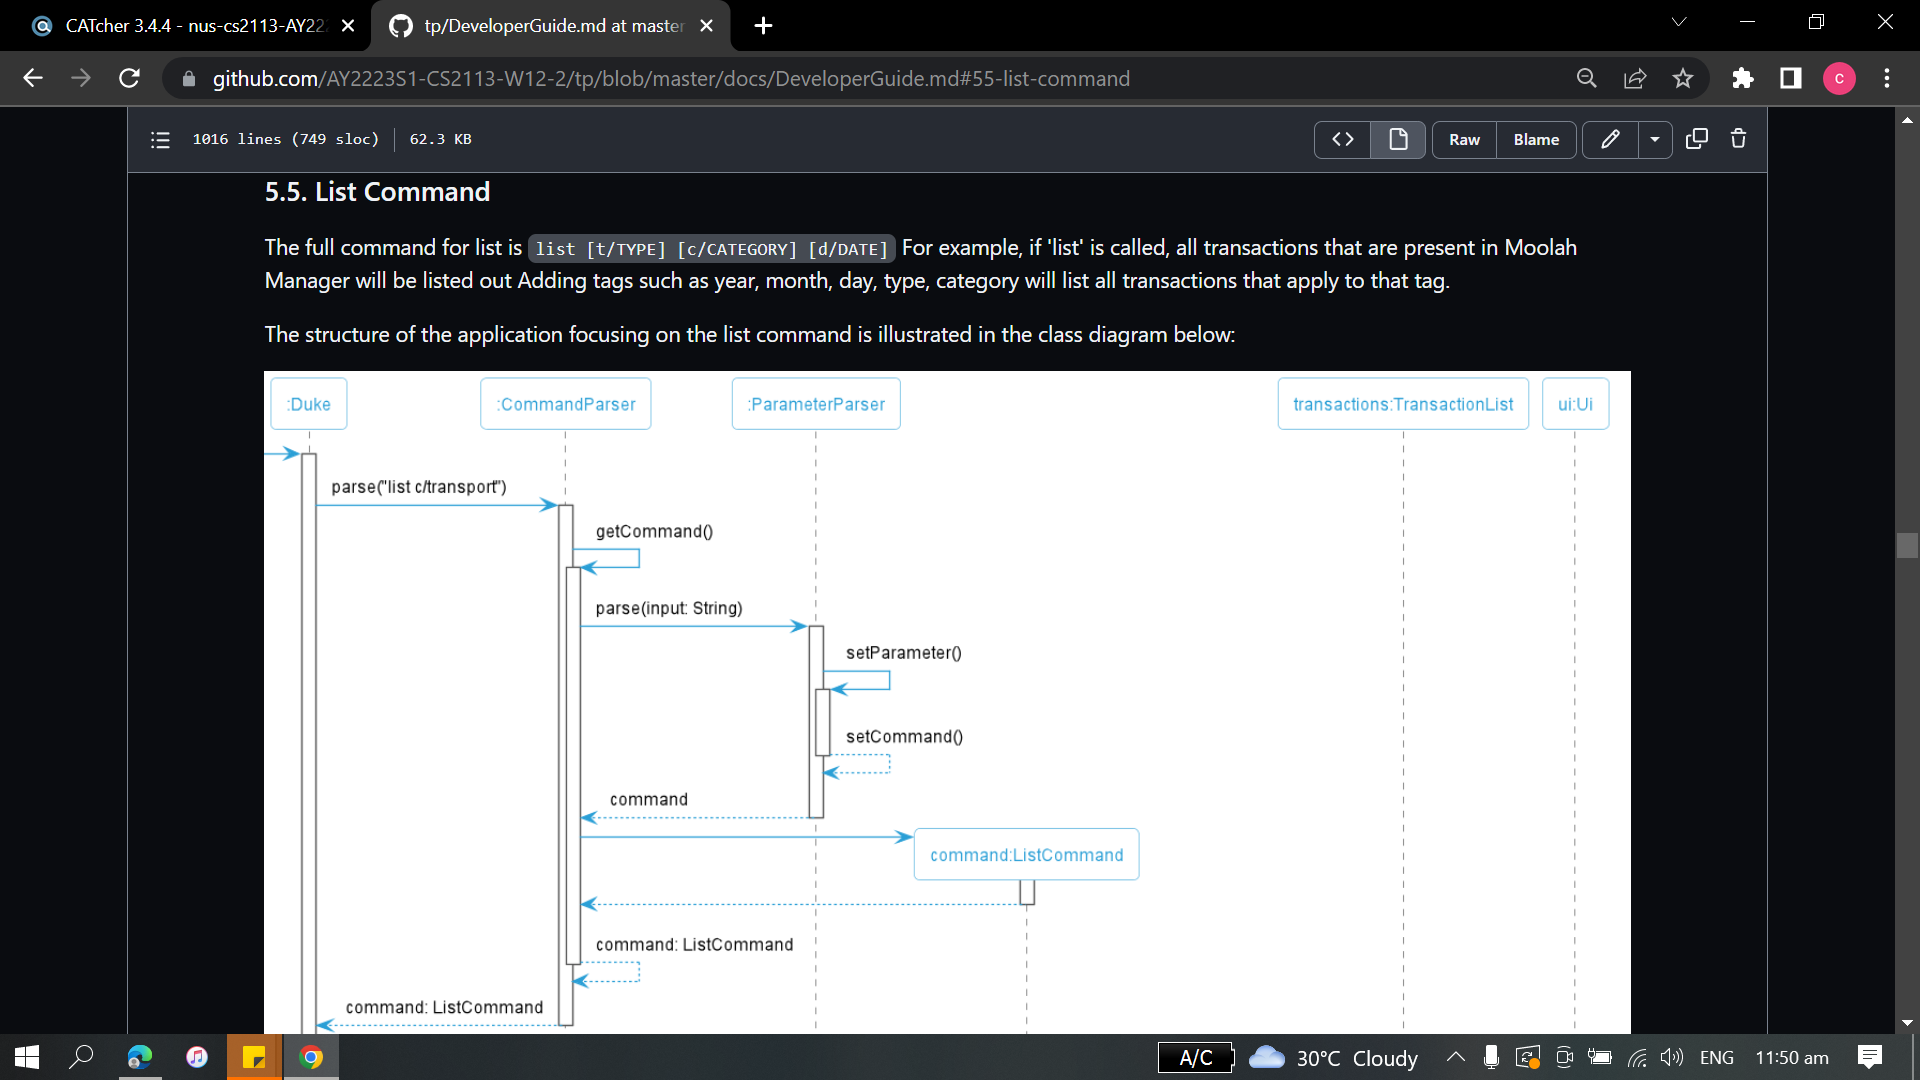 CATcher 3.4.4 - nus-cs2113-AY22
tp/DeveloperGuide.md at master
github.com/AY2223S1-CS2113-W12-2/tp/blob/master/docs/DeveloperGuide.md#55-list-command
c
1016 lines (749 sloc) 62.3 KB
Raw Blame
5.5. List Command
The full command for list is list [t/TYPE] [c/CATEGORY] [d/DATE] For example, if 'list' is called, all transactions that are present in Moolah
Manager will be listed out Adding tags such as year, month, day, type, category will list all transactions that apply to that tag.
The structure of the application focusing on the list command is illustrated in the class diagram below:
:Duke :CommandParser :ParameterParser transactions:TransactionList ui:Ui
parse("list c/transport")
getCommand()
parse(input: String)
setParameter()
setCommand()
command
command:ListCommand
command: ListCommand
command: ListCommand
A/C 30°C Cloudy ENG 11:50 am